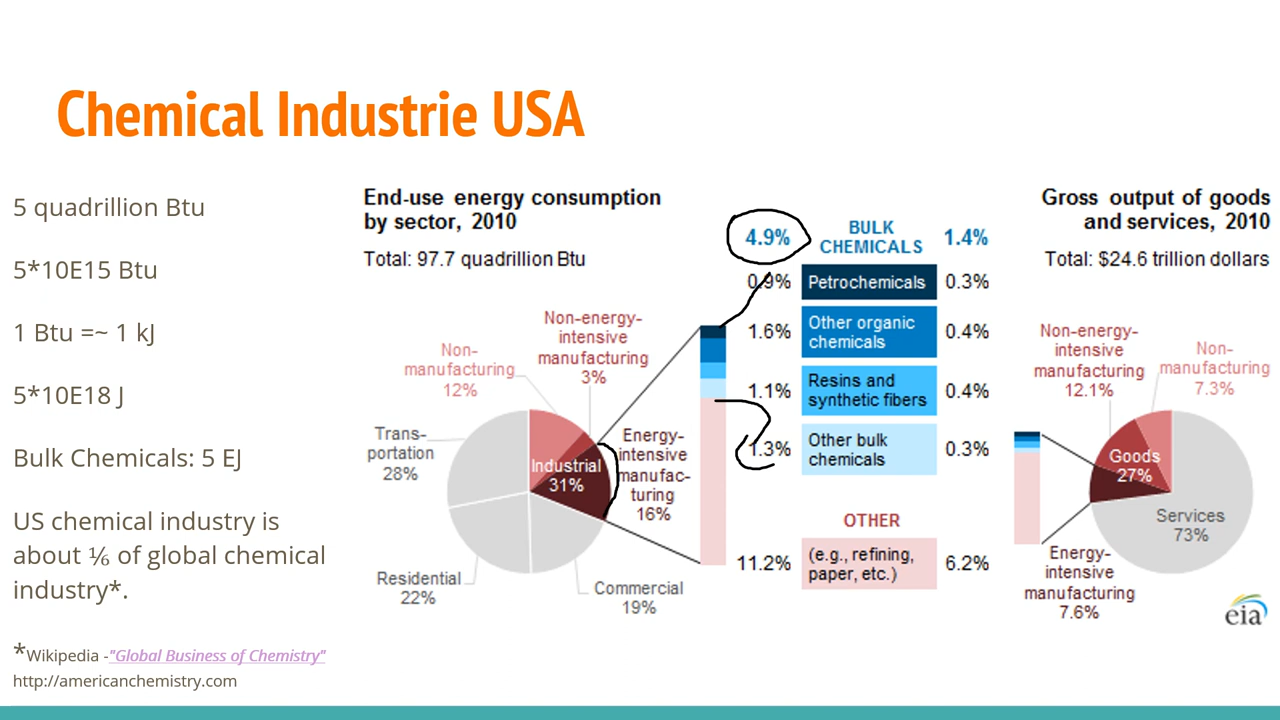 Chemical Industrie USA
5 quadrillion Btu
5*10E15 Btu
1 Btu =~ 1 kJ
5*10E18 J
Bulk Chemicals: 5 EJ
US chemical industry is
about ⅙ of global chemical
industry*.
*Wikipedia -"Global Business of Chemistry"
http://americanchemistry.com
End-use energy consumption
by sector, 2010
Total: 97.7 quadrillion Btu
Non-
manufacturing
12%
Non-energy-
intensive
manufacturing
3%
Trans-
portation
28%
Industrial
31%
Energy-
intensive
manufac-
turing
16%
Residential
22%
Commercial
19%
4.9%
BULK
CHEMICALS
1.4%
0.9%
Petrochemicals
0.3%
1.6%
Other organic
chemicals
0.4%
1.1%
Resins and
synthetic fibers
0.4%
1.3%
Other bulk
chemicals
0.3%
OTHER
11.2%
(e.g., refining,
paper, etc.)
6.2%
Gross output of goods
and services, 2010
Total: $24.6 trillion dollars
Non-energy-
intensive
manufacturing
12.1%
Non-
manufacturing
7.3%
Goods
27%
Services
73%
Energy-
intensive
manufacturing
7.6%
eia